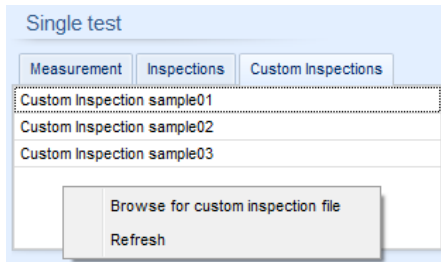 Single test
Measurement Inspections Custom Inspections
Custom Inspection sample01
Custom Inspection sample02
Custom Inspection sample03
Browse for custom inspection file
Refresh